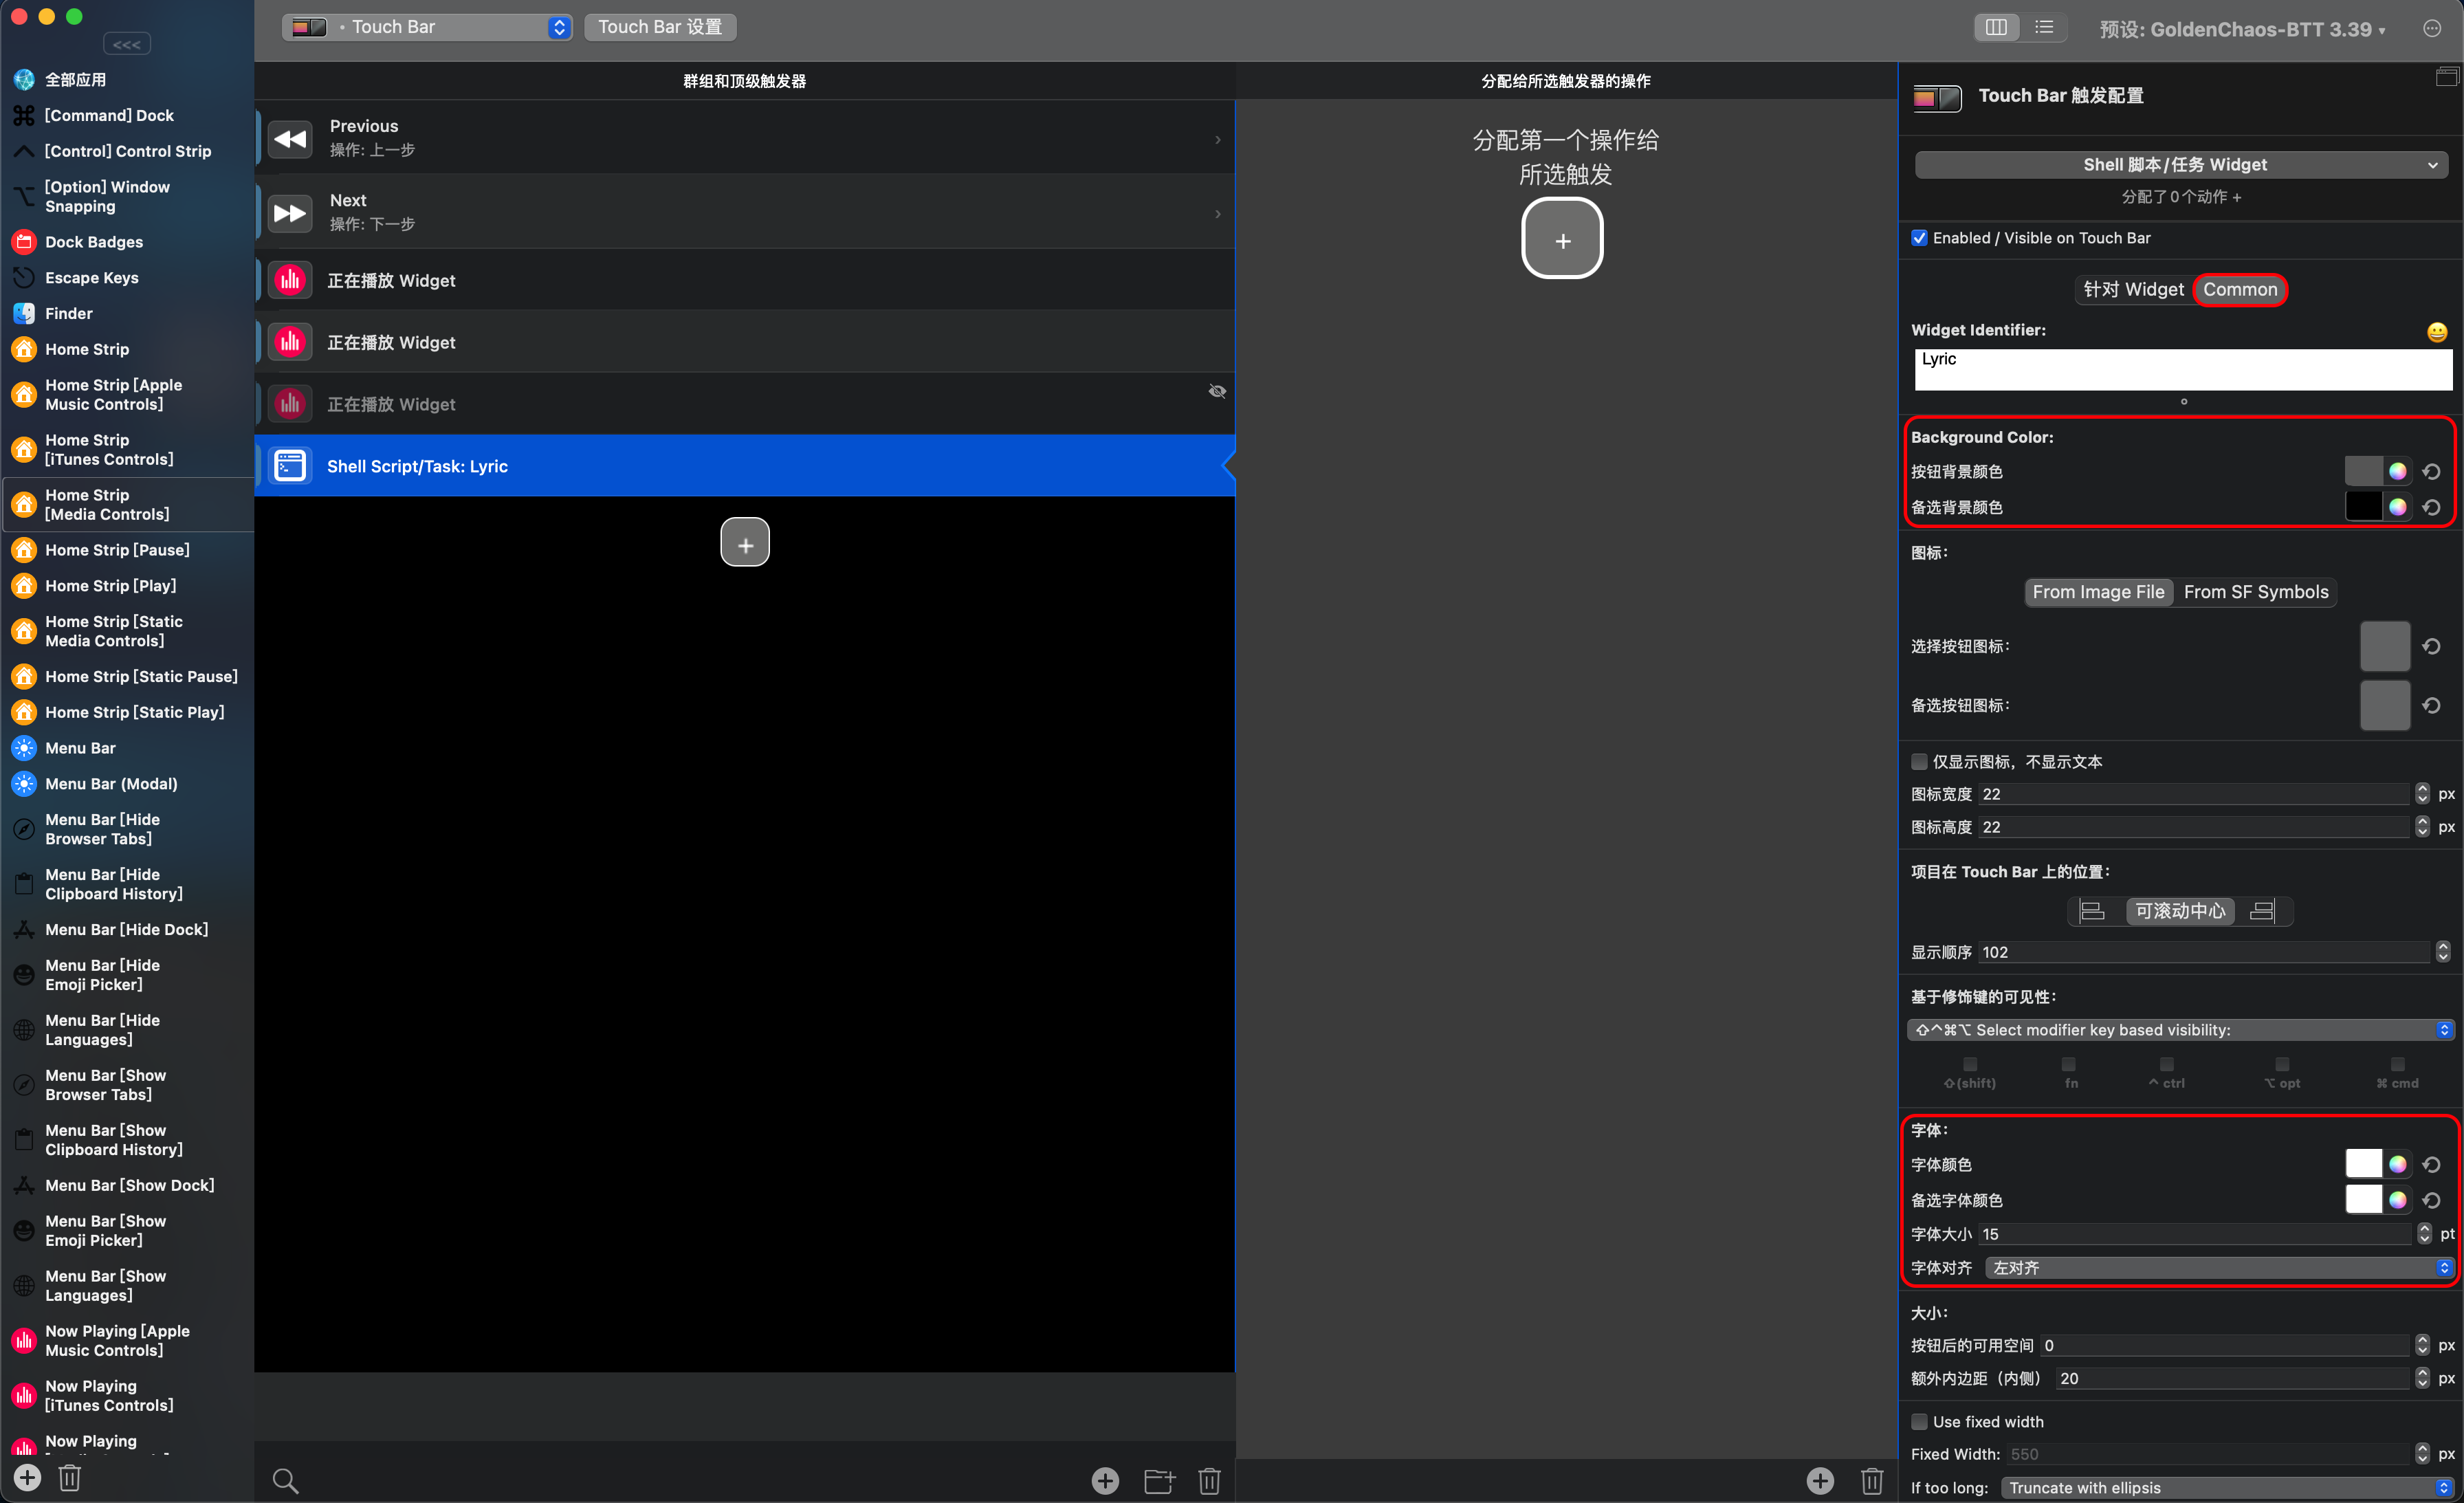 <<<
Touch Bar
Touch Bar 设置
预设: GoldenChaos-BTT 3.39
全部应用
[Command] Dock
[Control] Control Strip
[Option] Window
Snapping
Dock Badges
Escape Keys
Finder
Home Strip
Home Strip [Apple
Music Controls]
Home Strip
[iTunes Controls]
Home Strip
[Media Controls]
Home Strip [Pause]
Home Strip [Play]
Home Strip [Static
Media Controls]
Home Strip [Static Pause]
Home Strip [Static Play]
Menu Bar
Menu Bar (Modal)
Menu Bar [Hide
Browser Tabs]
Menu Bar [Hide
Clipboard History]
Menu Bar [Hide Dock]
Menu Bar [Hide
Emoji Picker]
Menu Bar [Hide
Languages]
Menu Bar [Show
Browser Tabs]
Menu Bar [Show
Clipboard History]
Menu Bar [Show Dock]
Menu Bar [Show
Emoji Picker]
Menu Bar [Show
Languages]
Now Playing [Apple
Music Controls]
Now Playing
[iTunes Controls]
Now Playing
群组和顶级触发器
Previous
操作: 上一步
Next
操作: 下一步
正在播放 Widget
正在播放 Widget
正在播放 Widget
Shell Script/Task: Lyric
+
分配给所选触发器的操作
分配第一个操作给
所选触发
+
Touch Bar 触发配置
Shell 脚本/任务 Widget
分配了0个动作 +
Enabled / Visible on Touch Bar
针对 Widget
Common
Widget Identifier:
Lyric
Background Color:
按钮背景颜色
备选背景颜色
图标:
From Image File
From SF Symbols
选择按钮图标:
备选按钮图标:
仅显示图标，不显示文本
图标宽度 22 px
图标高度 22 px
项目在 Touch Bar 上的位置:
可滚动中心
显示顺序 102
基于修饰键的可见性:
⇧^⌘⌥ Select modifier key based visibility:
⇧(shift) fn ^ ctrl ⌥ opt ⌘ cmd
字体:
字体颜色
备选字体颜色
字体大小 15 pt
字体对齐 左对齐
大小:
按钮后的可用空间 0 px
额外内边距（内侧） 20 px
Use fixed width
Fixed Width: 550 px
If too long: Truncate with ellipsis